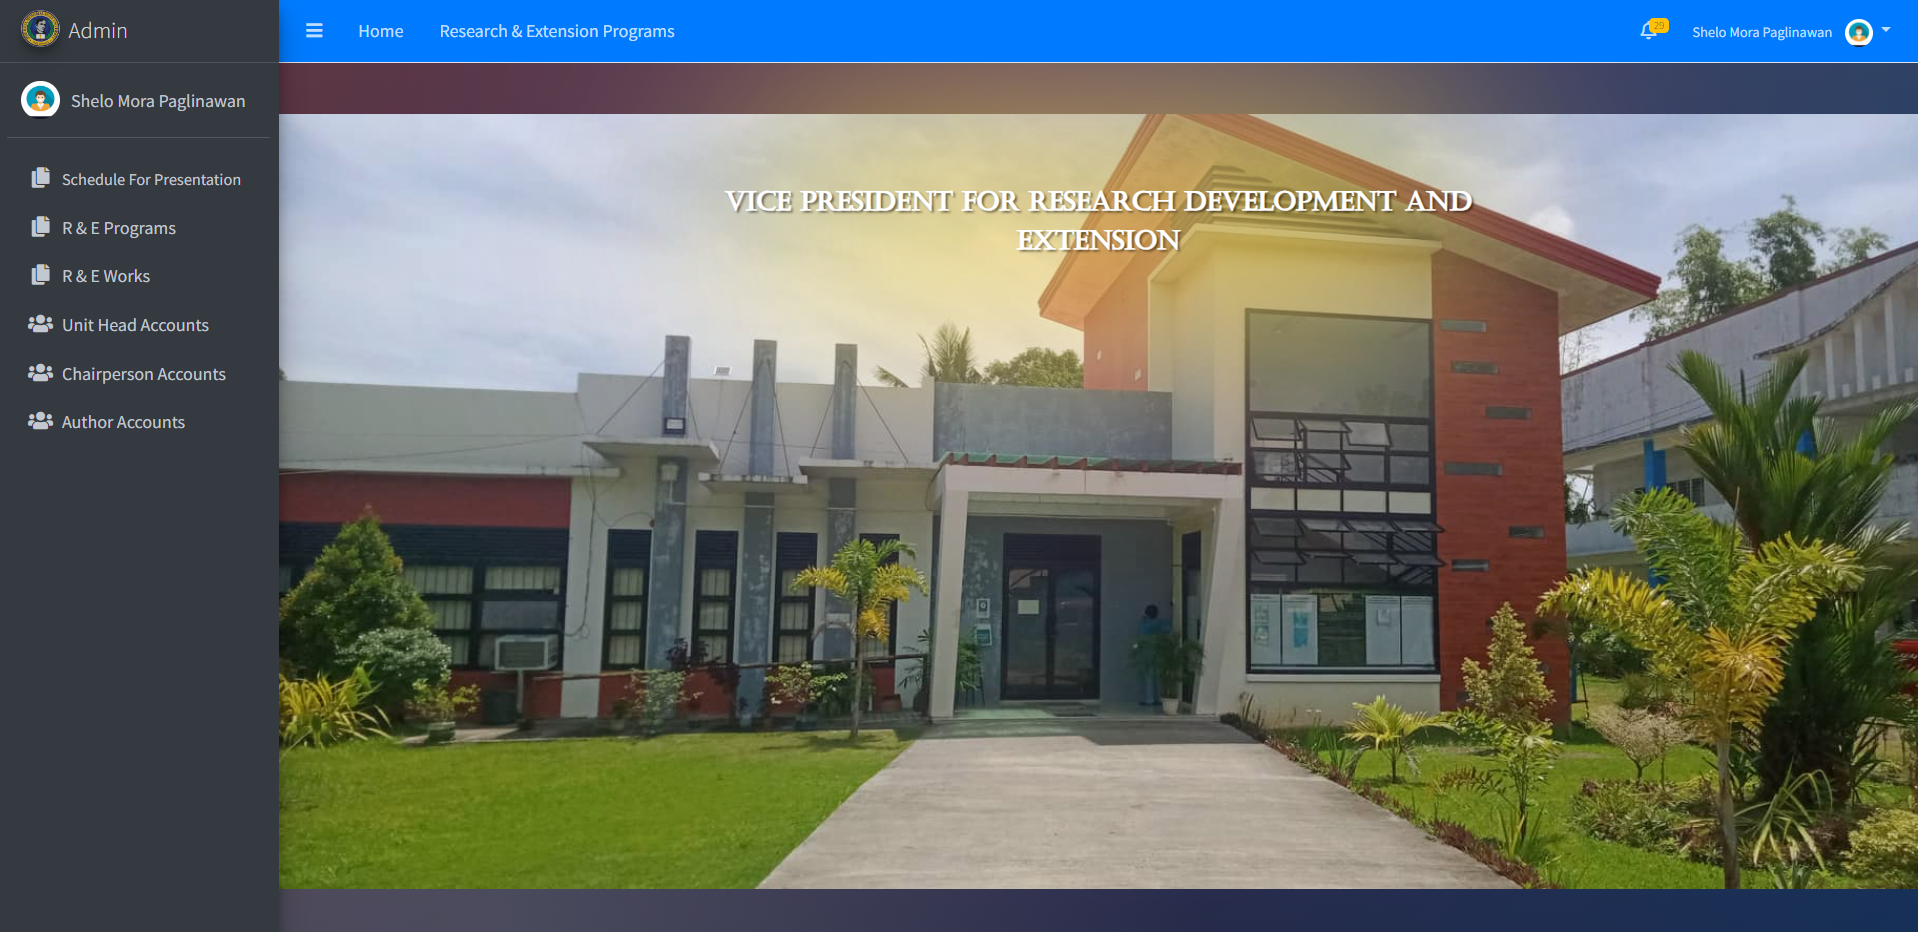 Admin
Home
Research & Extension Programs
29
Shelo Mora Paglinawan
Shelo Mora Paglinawan
Schedule For Presentation
R & E Programs
R & E Works
Unit Head Accounts
Chairperson Accounts
Author Accounts
VICE PRESIDENT FOR RESEARCH DEVELOPMENT AND
EXTENSION